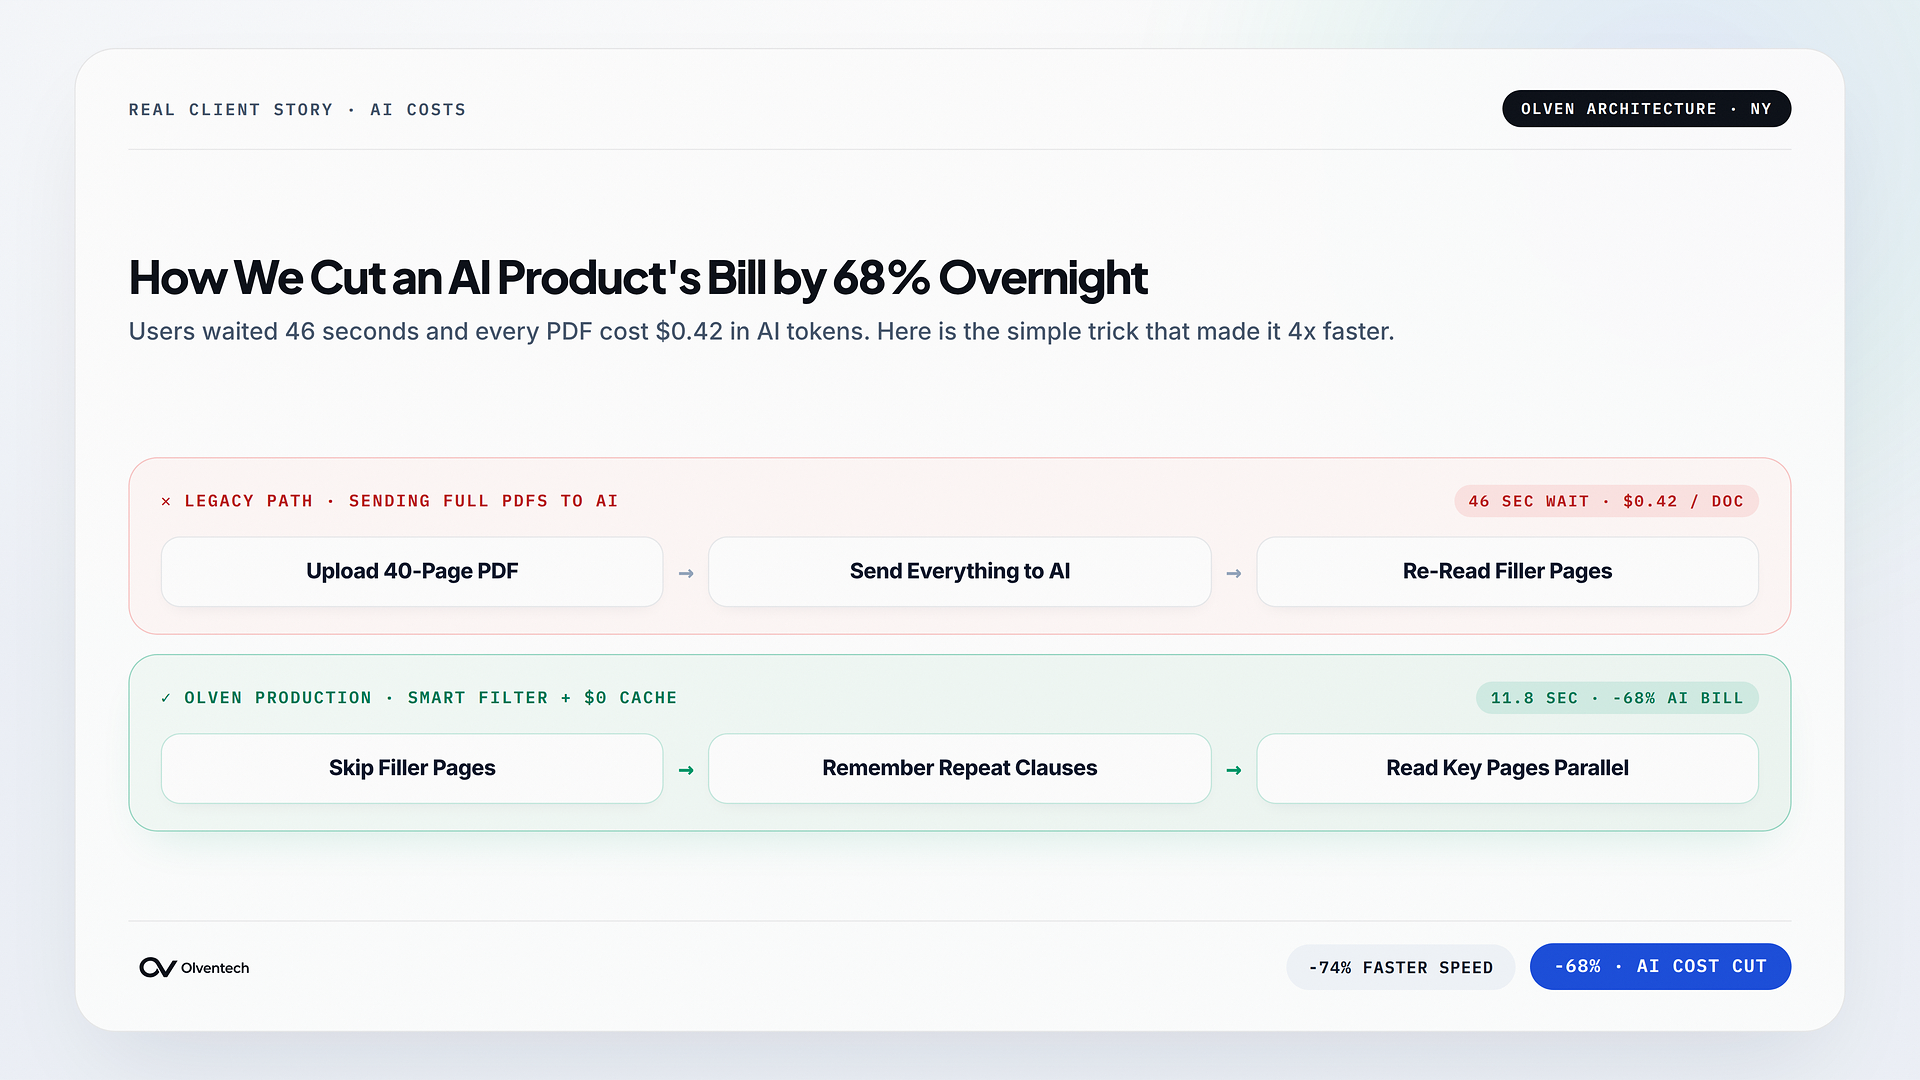 REAL CLIENT STORY · AI COSTS
OLVEN ARCHITECTURE · NY
How We Cut an AI Product's Bill by 68% Overnight
Users waited 46 seconds and every PDF cost $0.42 in AI tokens. Here is the simple trick that made it 4x faster.
× LEGACY PATH · SENDING FULL PDFS TO AI
46 SEC WAIT · $0.42 / DOC
Upload 40-Page PDF → Send Everything to AI → Re-Read Filler Pages
✓ OLVEN PRODUCTION · SMART FILTER + $0 CACHE
11.8 SEC · -68% AI BILL
Skip Filler Pages → Remember Repeat Clauses → Read Key Pages Parallel
Olventech
-74% FASTER SPEED
-68% · AI COST CUT